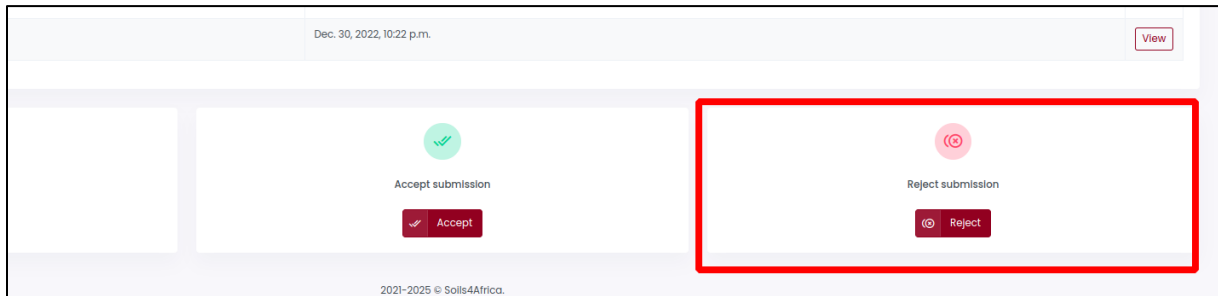 Dec. 30, 2022, 10:22 p.m.
View
Accept submission
Reject submission
Accept
Reject
2021-2025 © Soils4Africa.